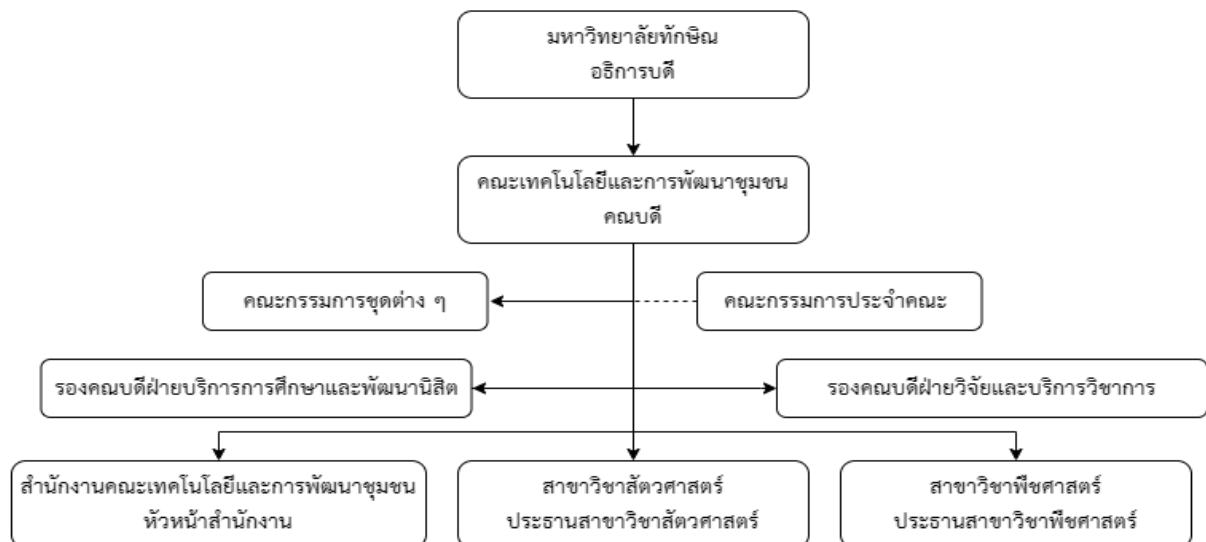 มหาวิทยาลัยทักษิณ
อธิการบดี
คณะเทคโนโลยีและการพัฒนาชุมชน
คณบดี
คณะกรรมการชุดต่าง ๆ
คณะกรรมการประจำคณะ
รองคณบดีฝ่ายบริการการศึกษาและพัฒนานิสิต
รองคณบดีฝ่ายวิจัยและบริการวิชาการ
สำนักงานคณะเทคโนโลยีและการพัฒนาชุมชน
หัวหน้าสำนักงาน
สาขาวิชาสัตวศาสตร์
ประธานสาขาวิชาสัตวศาสตร์
สาขาวิชาพืชศาสตร์
ประธานสาขาวิชาพืชศาสตร์